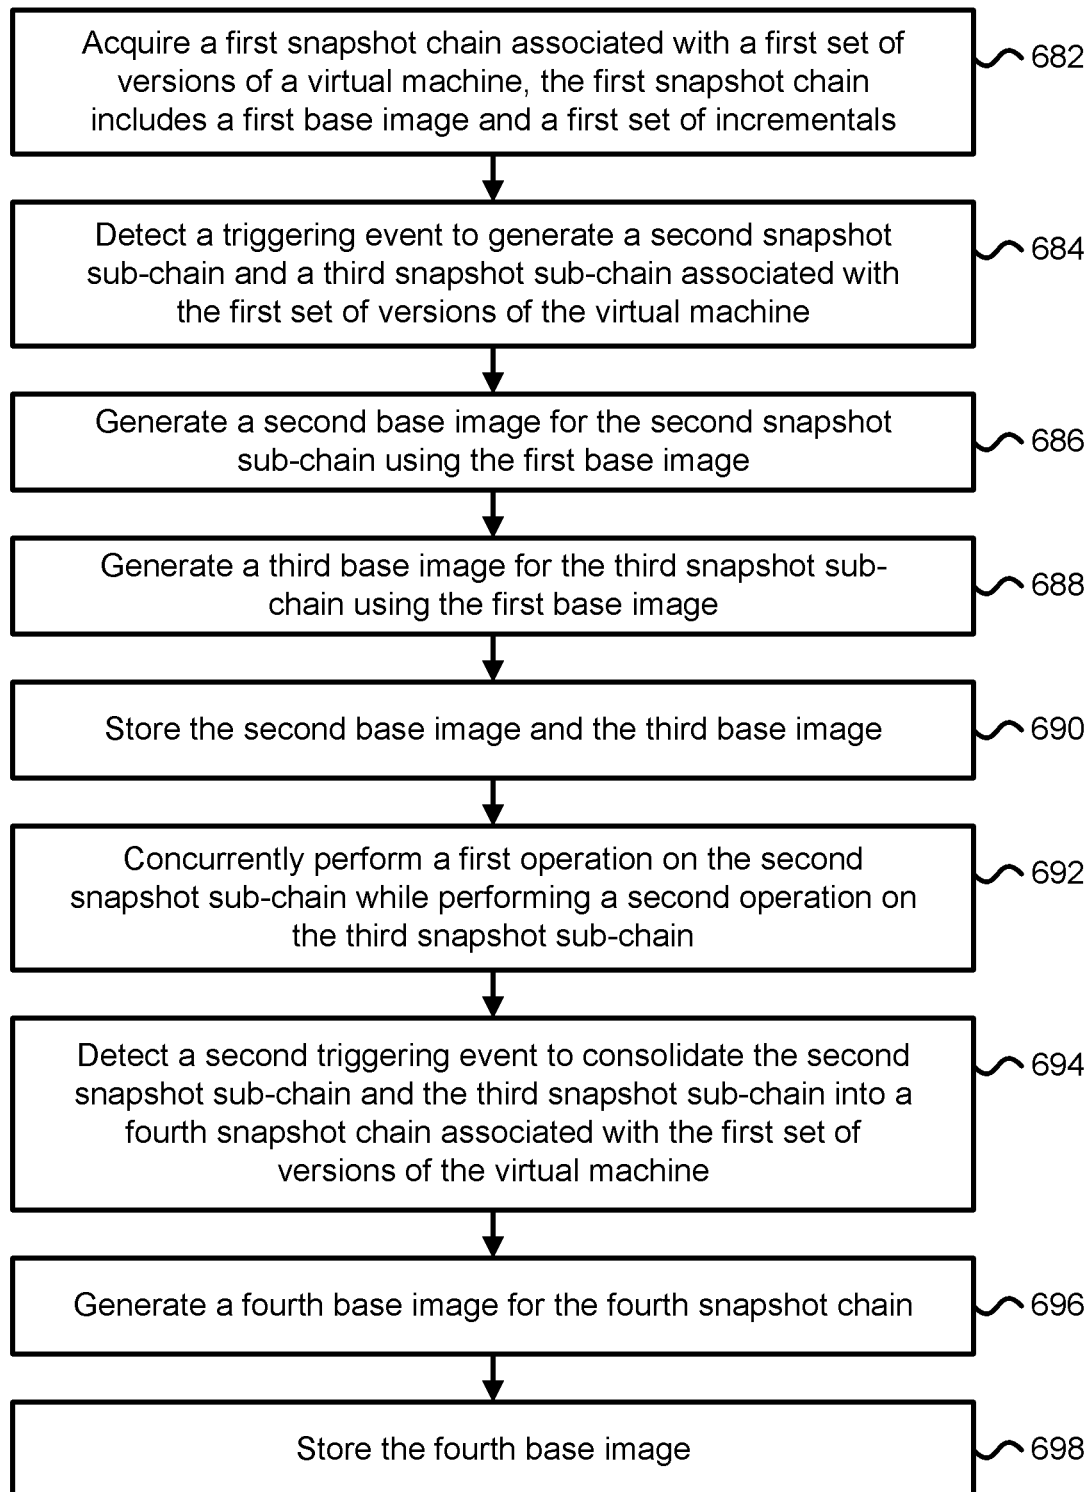 Acquire a first snapshot chain associated with a first set of
versions of a virtual machine, the first snapshot chain
includes a first base image and a first set of incrementals
682
Detect a triggering event to generate a second snapshot
sub-chain and a third snapshot sub-chain associated with
the first set of versions of the virtual machine
684
Generate a second base image for the second snapshot
sub-chain using the first base image
686
Generate a third base image for the third snapshot sub-
chain using the first base image
688
Store the second base image and the third base image
690
Concurrently perform a first operation on the second
snapshot sub-chain while performing a second operation on
the third snapshot sub-chain
692
Detect a second triggering event to consolidate the second
snapshot sub-chain and the third snapshot sub-chain into a
fourth snapshot chain associated with the first set of
versions of the virtual machine
694
Generate a fourth base image for the fourth snapshot chain
696
Store the fourth base image
698